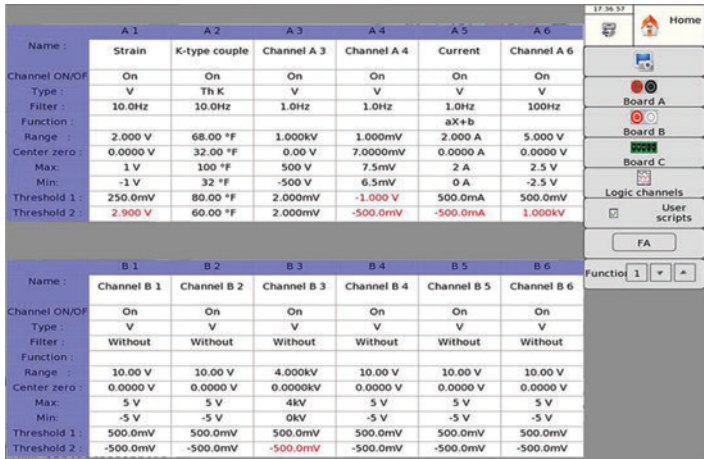 17:36:57
Home
A 1 A 2 A 3 A 4 A 5 A 6
Name : Strain K-type couple Channel A 3 Channel A 4 Current Channel A 6
Channel ON/OF On On On On On On
Type : V Th K V V V V
Filter : 10.0Hz 10.0Hz 1.0Hz 1.0Hz 1.0Hz 100Hz
Function : aX+b
Range : 2.000 V 68.00 °F 1.000kV 1.000mV 2.000 A 5.000 V
Center zero : 0.0000 V 32.00 °F 0.00 V 7.0000mV 0.0000 A 0.0000 V
Max: 1 V 100 °F 500 V 7.5mV 2 A 2.5 V
Min: -1 V 32 °F -500 V 6.5mV 0 A -2.5 V
Threshold 1 : 250.0mV 80.00 °F 2.000mV -1.000 V 500.0mA 500.0mV
Threshold 2 : 2.900 V 60.00 °F 2.000mV -500.0mV -500.0mA 1.000kV
Board A
Board B
Board C
Logic channels
User scripts
FA
Function 1
B 1 B 2 B 3 B 4 B 5 B 6
Name : Channel B 1 Channel B 2 Channel B 3 Channel B 4 Channel B 5 Channel B 6
Channel ON/OF On On On On On On
Type : V V V V V V
Filter : Without Without Without Without Without Without
Function :
Range : 10.00 V 10.00 V 4.000kV 10.00 V 10.00 V 10.00 V
Center zero : 0.0000 V 0.0000 V 0.0000kV 0.0000 V 0.0000 V 0.0000 V
Max: 5 V 5 V 4kV 5 V 5 V 5 V
Min: -5 V -5 V 0kV -5 V -5 V -5 V
Threshold 1 : 500.0mV 500.0mV 500.0mV 500.0mV 500.0mV 500.0mV
Threshold 2 : -500.0mV -500.0mV -500.0mV -500.0mV -500.0mV -500.0mV